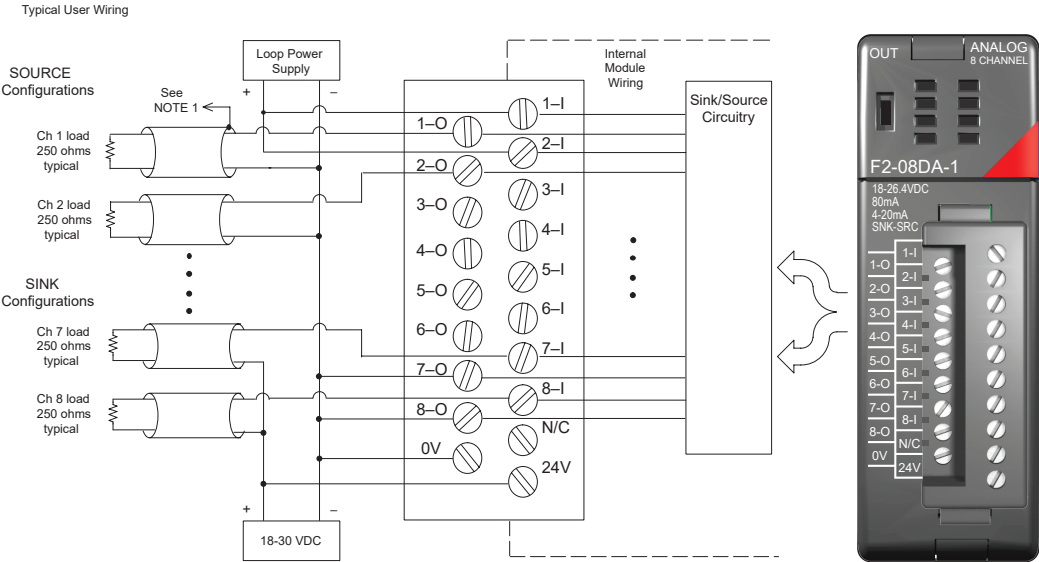 Typical User Wiring
SOURCE
Configurations
See
NOTE 1
Loop Power
Supply
+
–
Internal
Module
Wiring
Sink/Source
Circuitry
Ch 1 load
250 ohms
typical
Ch 2 load
250 ohms
typical
SINK
Configurations
Ch 7 load
250 ohms
typical
Ch 8 load
250 ohms
typical
1–I
1–O
2–I
2–O
3–I
3–O
4–I
4–O
5–I
5–O
6–I
6–O
7–I
7–O
8–I
8–O
N/C
0V
24V
+
–
18-30 VDC
OUT
ANALOG
8 CHANNEL
F2-08DA-1
18-26.4VDC
80mA
4-20mA
SNK-SRC
1-I
1-O
2-I
2-O
3-I
3-O
4-I
4-O
5-I
5-O
6-I
6-O
7-I
7-O
8-I
8-O
N/C
0V
24V